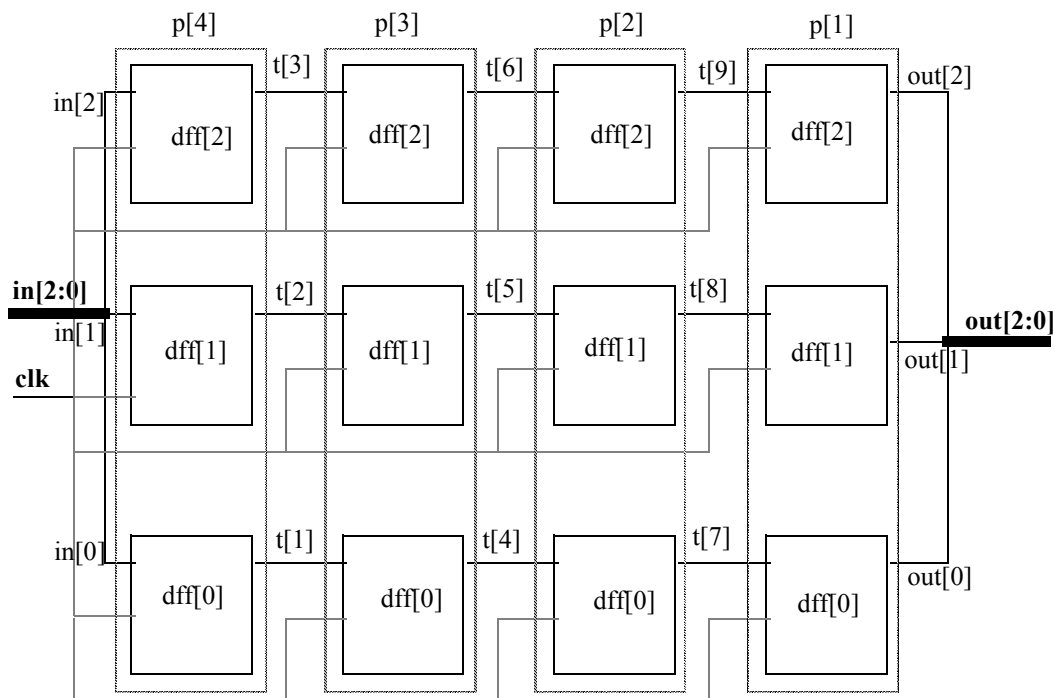 p[4] p[3] p[2] p[1]
t[3] t[6] t[9] out[2]
in[2]
dff[2] dff[2] dff[2] dff[2]
in[2:0] t[2] t[5] t[8]
out[2:0]
in[1]
dff[1] dff[1] dff[1] dff[1]
out[1]
clk
in[0] t[1] t[4] t[7]
out[0]
dff[0] dff[0] dff[0] dff[0]